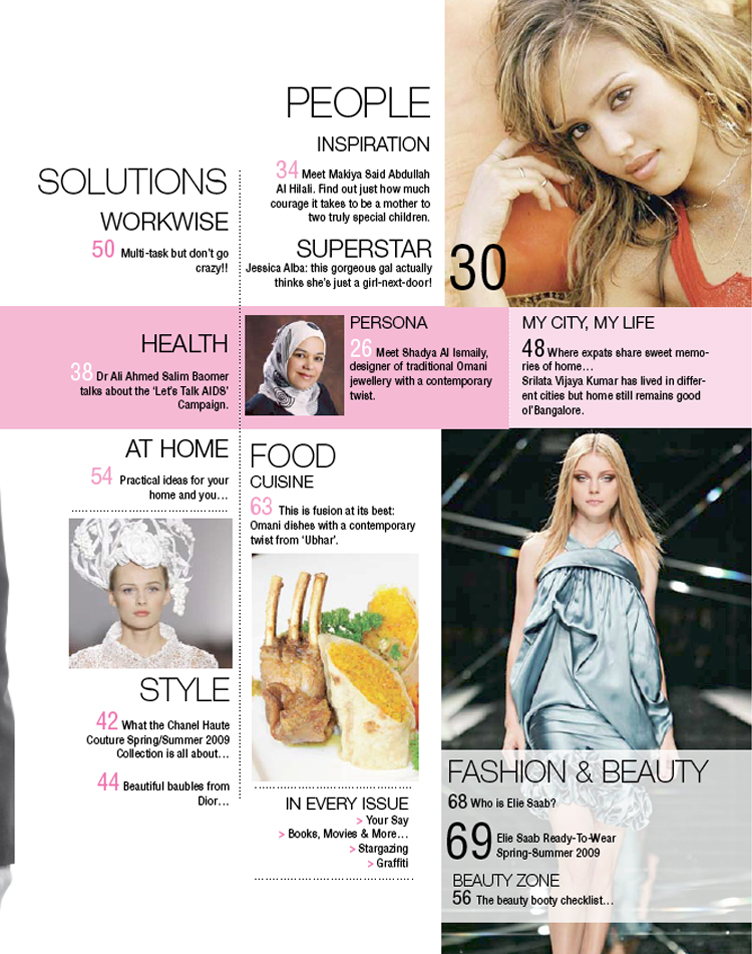 PEOPLE
INSPIRATION
34 Meet Makiya Said Abdullah
Al Hilali. Find out just how much
courage it takes to be a mother to
two truly special children.
SUPERSTAR
Jessica Alba: this gorgeous gal actually
thinks she's just a girl-next-door!
30
SOLUTIONS
WORKWISE
50 Multi-task but don't go
crazy!!
HEALTH
38 Dr Ali Ahmed Salim Baomer
talks about the 'Let's Talk AIDS'
Campaign.
PERSONA
26 Meet Shadya Al Ismaily,
designer of traditional Omani
jewellery with a contemporary
twist.
MY CITY, MY LIFE
48 Where expats share sweet memo-
ries of home...
Srilata Vijaya Kumar has lived in differ-
ent cities but home still remains good
ol'Bangalore.
AT HOME
54 Practical ideas for your
home and you...
STYLE
42 What the Chanel Haute
Couture Spring/Summer 2009
Collection is all about...
44 Beautiful baubles from
Dior...
FOOD
CUISINE
63 This is fusion at its best:
Omani dishes with a contemporary
twist from 'Ubhar'.
IN EVERY ISSUE
> Your Say
> Books, Movies & More...
> Stargazing
> Graffiti
FASHION & BEAUTY
68 Who is Elie Saab?
69 Elie Saab Ready-To-Wear
Spring-Summer 2009
BEAUTY ZONE
56 The beauty booty checklist...